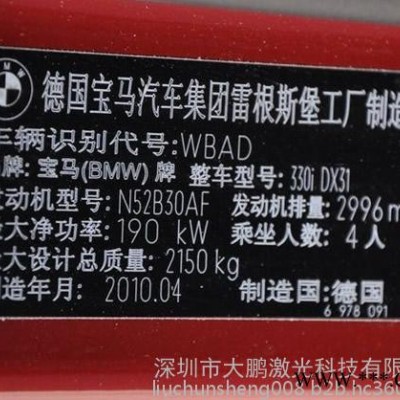 BMW
德国宝马汽车集团雷根斯堡工厂制造
车辆识别代号:WBAD
品牌: 宝马(BMW) 牌 整车型号: 330i DX31
发动机型号: N52B30AF 发动机排量: 2996 m
最大净功率: 190 kW 乘坐人数: 4 人
最大设计总质量: 2150 kg
制造年月: 2010.04 制造国: 德国
6 978 091
深圳市大鹏激光科技有限
liuchunsheng008.b2b.hc360